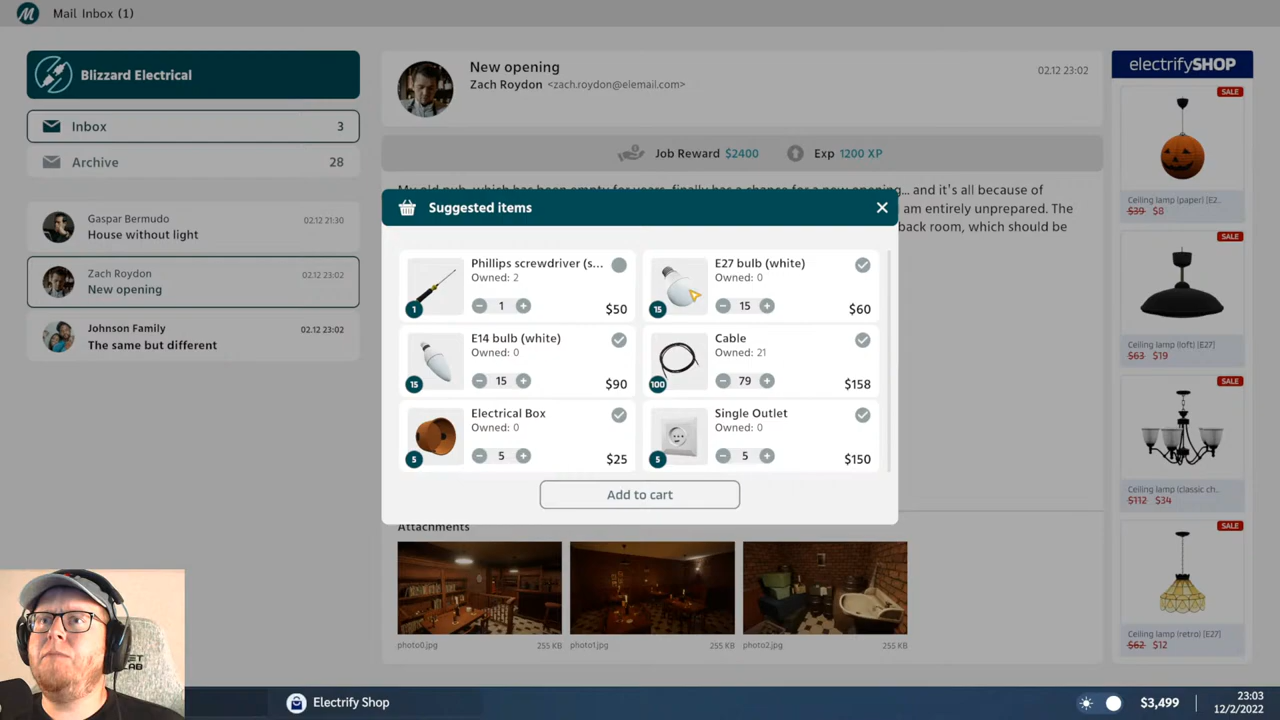 Mail Inbox (1)
Blizzard Electrical
Inbox 3
Archive 28
Gaspar Bermudo 02.12 21:30
House without light
Zach Roydon 02.12 23:02
New opening
Johnson Family 02.12 23:02
The same but different
New opening 02.12 23:02
Zach Roydon <zach.roydon@elemail.com>
Job Reward $2400 Exp 1200 XP
My old pub, which has been empty for years, finally has a chance for a new opening... and it's all because of
am entirely unprepared. The
back room, which should be
Suggested items
Phillips screwdriver (s...
Owned: 2
1 1 $50
E27 bulb (white)
Owned: 0
15 15 $60
E14 bulb (white)
Owned: 0
15 15 $90
Cable
Owned: 21
100 79 $158
Electrical Box
Owned: 0
5 5 $25
Single Outlet
Owned: 0
5 5 $150
Add to cart
Attachments
photo0.jpg 255 KB
photo1.jpg 255 KB
photo2.jpg 255 KB
electrifySHOP
SALE
Ceiling lamp (paper) [E2...
$39 $8
SALE
Ceiling lamp (loft) [E27]
$63 $19
SALE
Ceiling lamp (classic ch...
$112 $34
SALE
Ceiling lamp (retro) [E27]
$62 $12
Electrify Shop
$3,499
23:03
12/2/2022